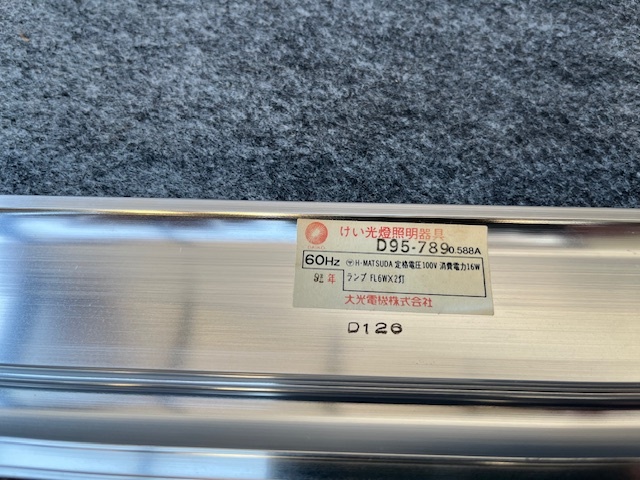 けい光燈照明器具
D95-789 0.588A
60Hz H-MATSUDA 定格電圧100V 消費電力16W
年 ランプ FL6W×2灯
大光電機株式会社
D126